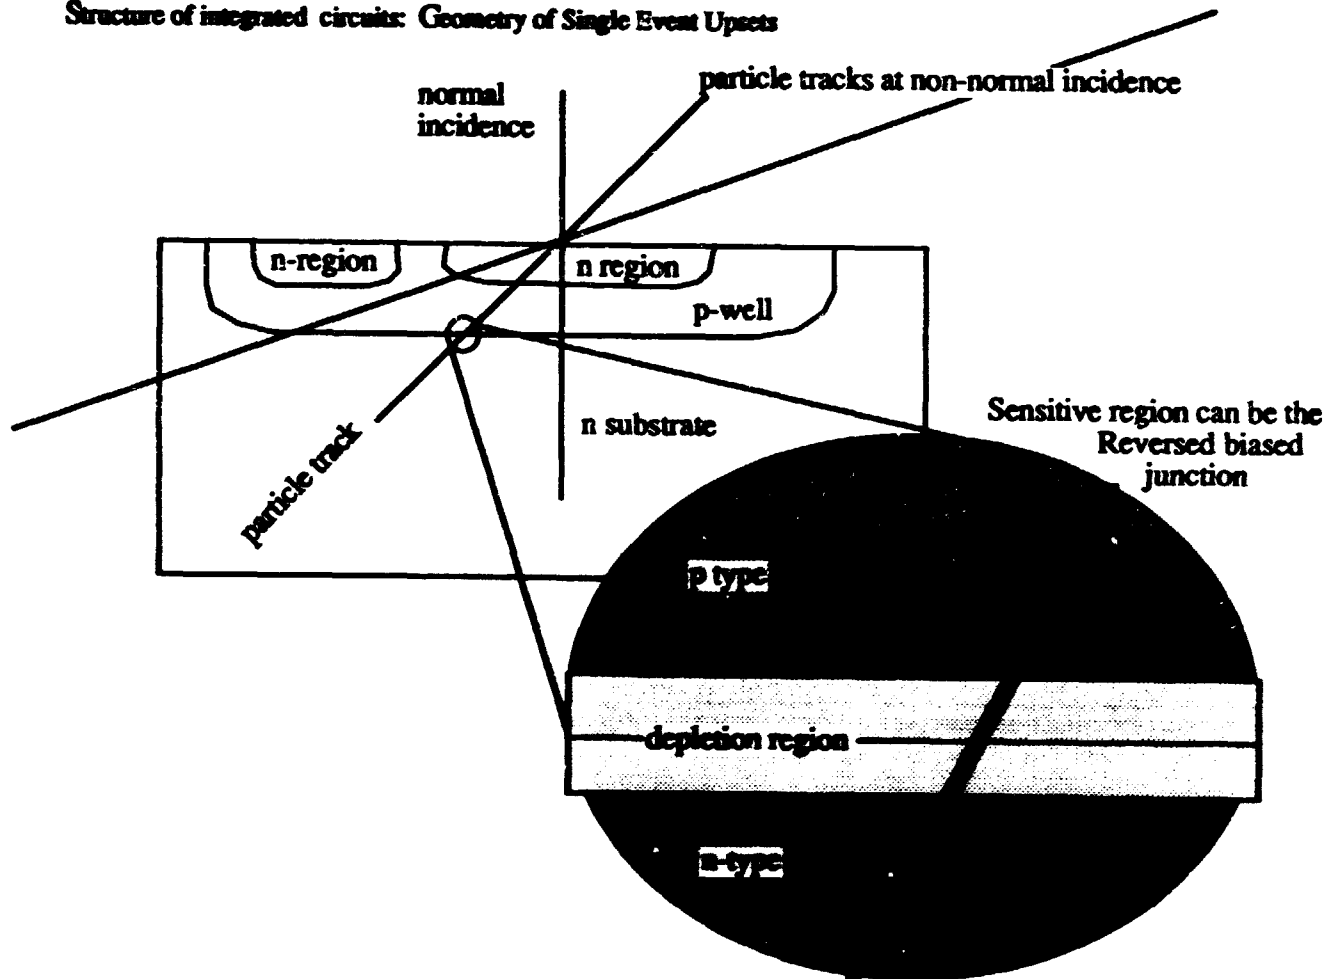 Structure of integrated circuits: Geometry of Single Event Upsets
particle tracks at non-normal incidence
normal
incidence
n-region
n region
p-well
n substrate
particle track
Sensitive region can be the
Reversed biased
junction
p type
depletion region
n-type